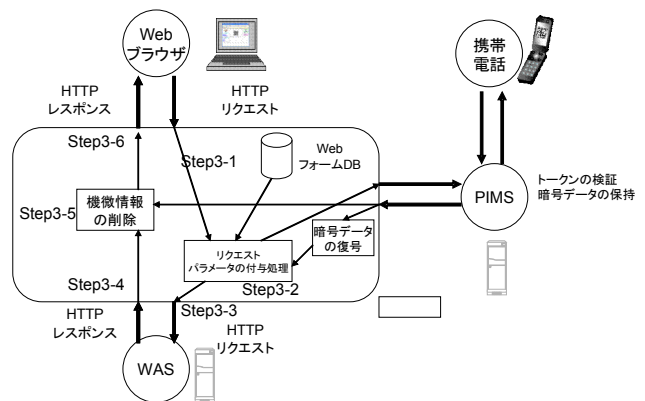 Web
ブラウザ
携帯
電話
HTTP
レスポンス
HTTP
リクエスト
Step3-6
Step3-1
Web
フォームDB
機微情報
の削除
Step3-5
PIMS
トークンの検証
暗号データの保持
暗号データ
の復号
リクエスト
パラメータの付与処理
Step3-4
Step3-2
Step3-3
HTTP
レスポンス
HTTP
リクエスト
WAS